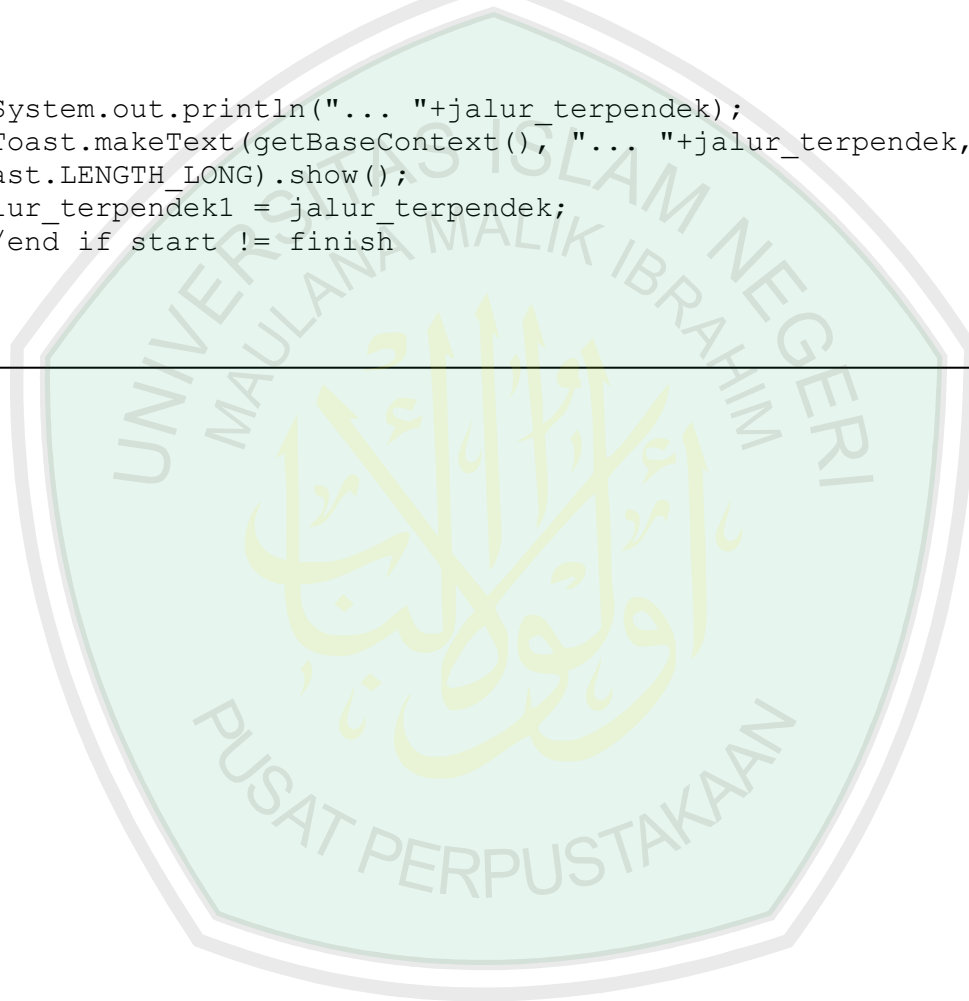 System.out.println("... "+jalur_terpendek);
Toast.makeText(getBaseContext(), "... "+jalur_terpendek,
ast.LENGTH_LONG).show();
lur_terpendek1 = jalur_terpendek;
/end if start != finish
UNIVERSITAS ISLAM NEGERI
MAULANA MALIK IBRAHIM
PUSAT PERPUSTAKAAN